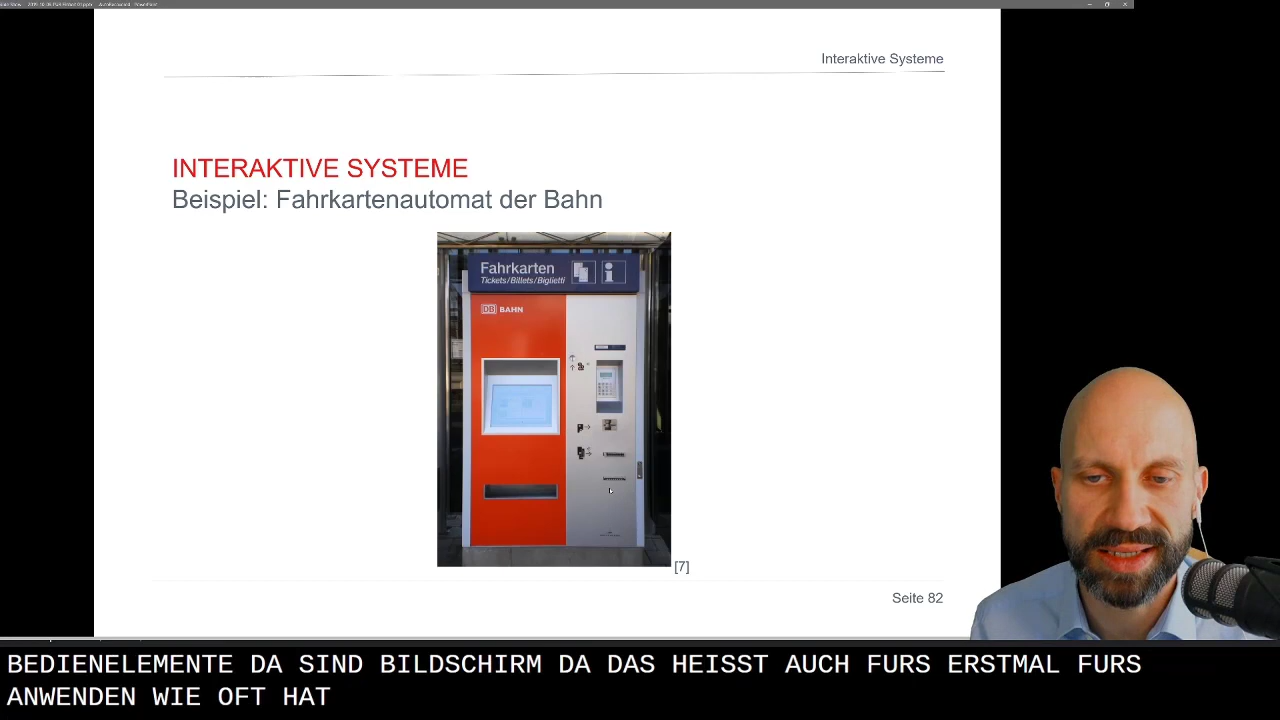 Interaktive Systeme
INTERAKTIVE SYSTEME
Beispiel: Fahrkartenautomat der Bahn
Fahrkarten
Tickets/Billets/Biglietti
DB BAHN
[7]
Seite 82
BEDIENELEMENTE DA SIND BILDSCHIRM DA DAS HEISST AUCH FURS ERSTMAL FURS
ANWENDEN WIE OFT HAT